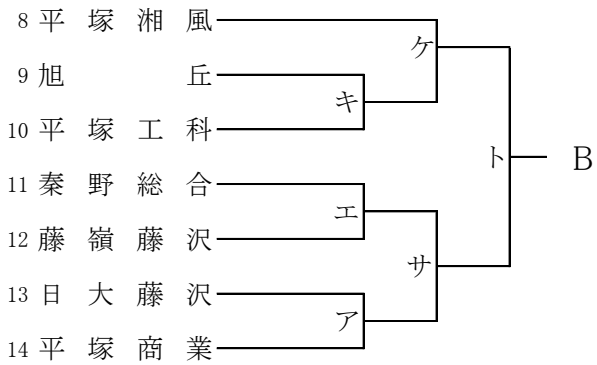 8 平塚湘風
ケ
9 旭丘
キ
10 平塚工科
ト
B
11 秦野総合
エ
12 藤嶺藤沢
サ
13 日大藤沢
ア
14 平塚商業